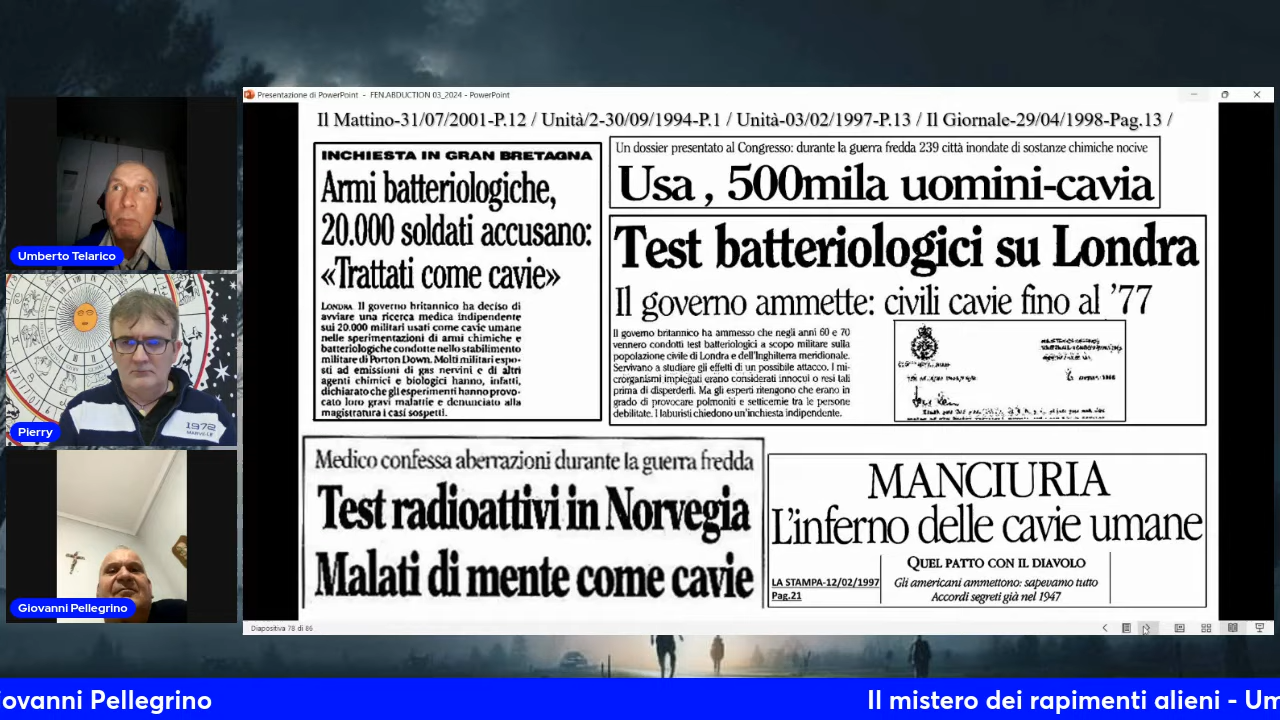 Presentazione di PowerPoint - FEN.ABDUCTION 03_2024 - PowerPoint
Il Mattino-31/07/2001-P.12 / Unità/2-30/09/1994-P.1 / Unità-03/02/1997-P.13 / Il Giornale-29/04/1998-Pag.13 /
INCHIESTA IN GRAN BRETAGNA
Armi batteriologiche,
20.000 soldati accusano:
«Trattati come cavie»
LONDRA Il governo britannico ha deciso di
avviare una ricerca medica indipendente
sui 20.000 militari usati come cavie umane
nelle sperimentazioni di armi chimiche e
batteriologiche condotte nello stabilimento
militare di Porton Down. Molti militari espo-
sti ad emissioni di gas nervini e di altri
agenti chimici e biologici hanno, infatti,
dichiarato che gli esperimenti hanno provo-
cato loro gravi malattie e denunciato alla
magistratura i casi sospetti.
Un dossier presentato al Congresso: durante la guerra fredda 239 città inondate di sostanze chimiche nocive
Usa , 500mila uomini-cavia
Test batteriologici su Londra
Il governo ammette: civili cavie fino al '77
Il governo britannico ha ammesso che negli anni 60 e 70
vennero condotti test batteriologici a scopo militare sulla
popolazione civile di Londra e dell'Inghilterra meridionale.
Servivano a studiare gli effetti di un possibile attacco. I mi-
crorganismi impiegati erano considerati innocui o resi tali
prima di disperderli. Ma gli esperti ritengono che erano in
grado di provocare polmoniti e setticemie tra le persone
debilitate. I laburisti chiedono un'inchiesta indipendente.
Medico confessa aberrazioni durante la guerra fredda
Test radioattivi in Norvegia
Malati di mente come cavie
MANCIURIA
L'inferno delle cavie umane
QUEL PATTO CON IL DIAVOLO
LA STAMPA-12/02/1997
Pag.21
Gli americani ammettono: sapevamo tutto
Accordi segreti già nel 1947
Diapositiva 78 di 86
Umberto Telarico
1972
Pierry
Giovanni Pellegrino
iovanni Pellegrino
Il mistero dei rapimenti alieni - Um